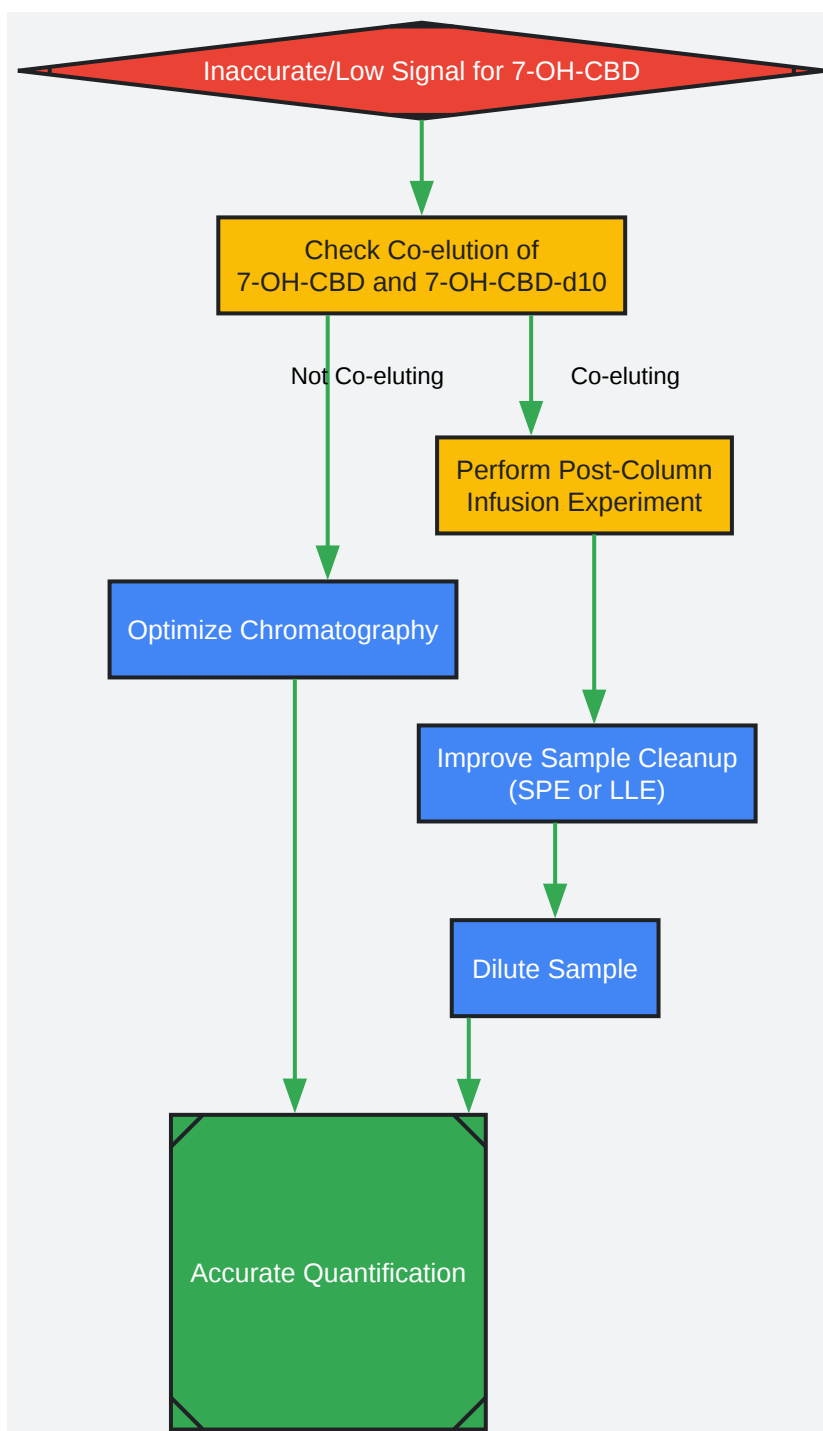 Inaccurate/Low Signal for 7-OH-CBD
Check Co-elution of
7-OH-CBD and 7-OH-CBD-d10
Not Co-eluting
Co-eluting
Perform Post-Column
Infusion Experiment
Optimize Chromatography
Improve Sample Cleanup
(SPE or LLE)
Dilute Sample
Accurate Quantification